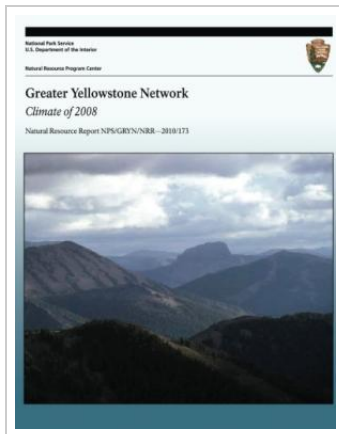 National Park Service
U.S. Department of the Interior
Natural Resource Program Center
Greater Yellowstone Network
Climate of 2008
Natural Resource Report NPS/GRYN/NRR—2010/173